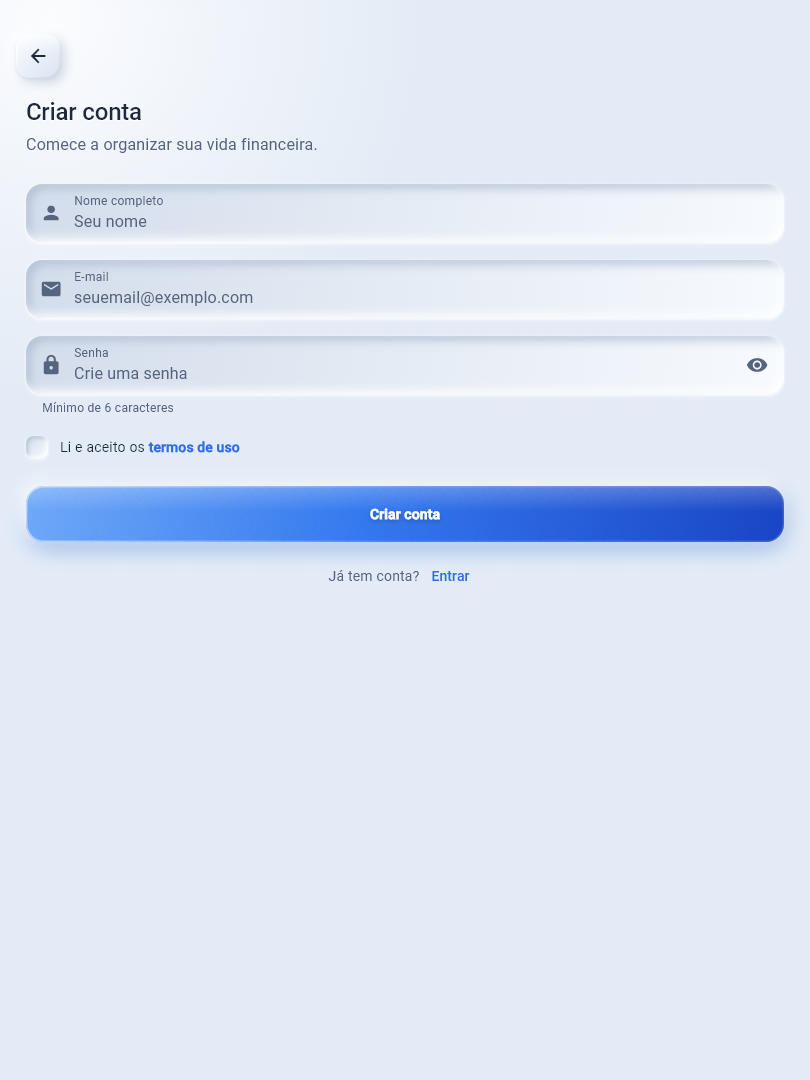 Criar conta
Comece a organizar sua vida financeira.
Nome completo
Seu nome
E-mail
seuemail@exemplo.com
Senha
Crie uma senha
Mínimo de 6 caracteres
Li e aceito os termos de uso
Criar conta
Já tem conta? Entrar